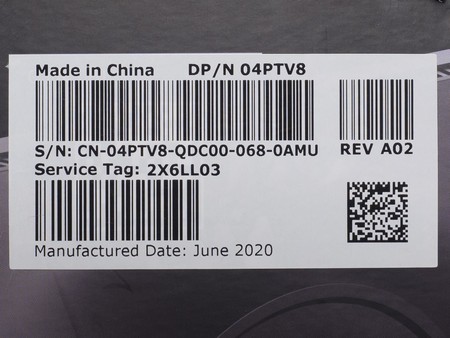 Made in China DP/N 04PTV8
S/N: CN-04PTV8-QDC00-068-0AMU REV A02
Service Tag: 2X6LL03
Manufactured Date: June 2020